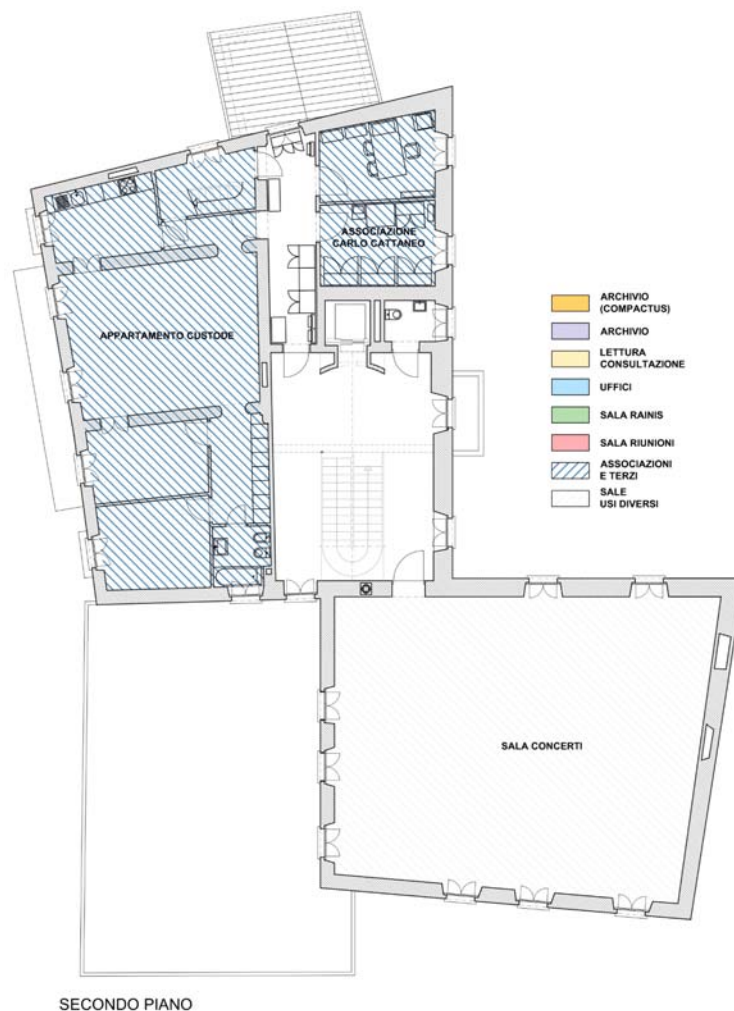 ASSOCIAZIONE
CARLO CATTANEO
APPARTAMENTO CUSTODE
ARCHIVIO
(COMPACTUS)
ARCHIVIO
LETTURA
CONSULTAZIONE
UFFICI
SALA RAINIS
SALA RIUNIONI
ASSOCIAZIONI
E TERZI
SALE
USI DIVERSI
SALA CONCERTI
SECONDO PIANO